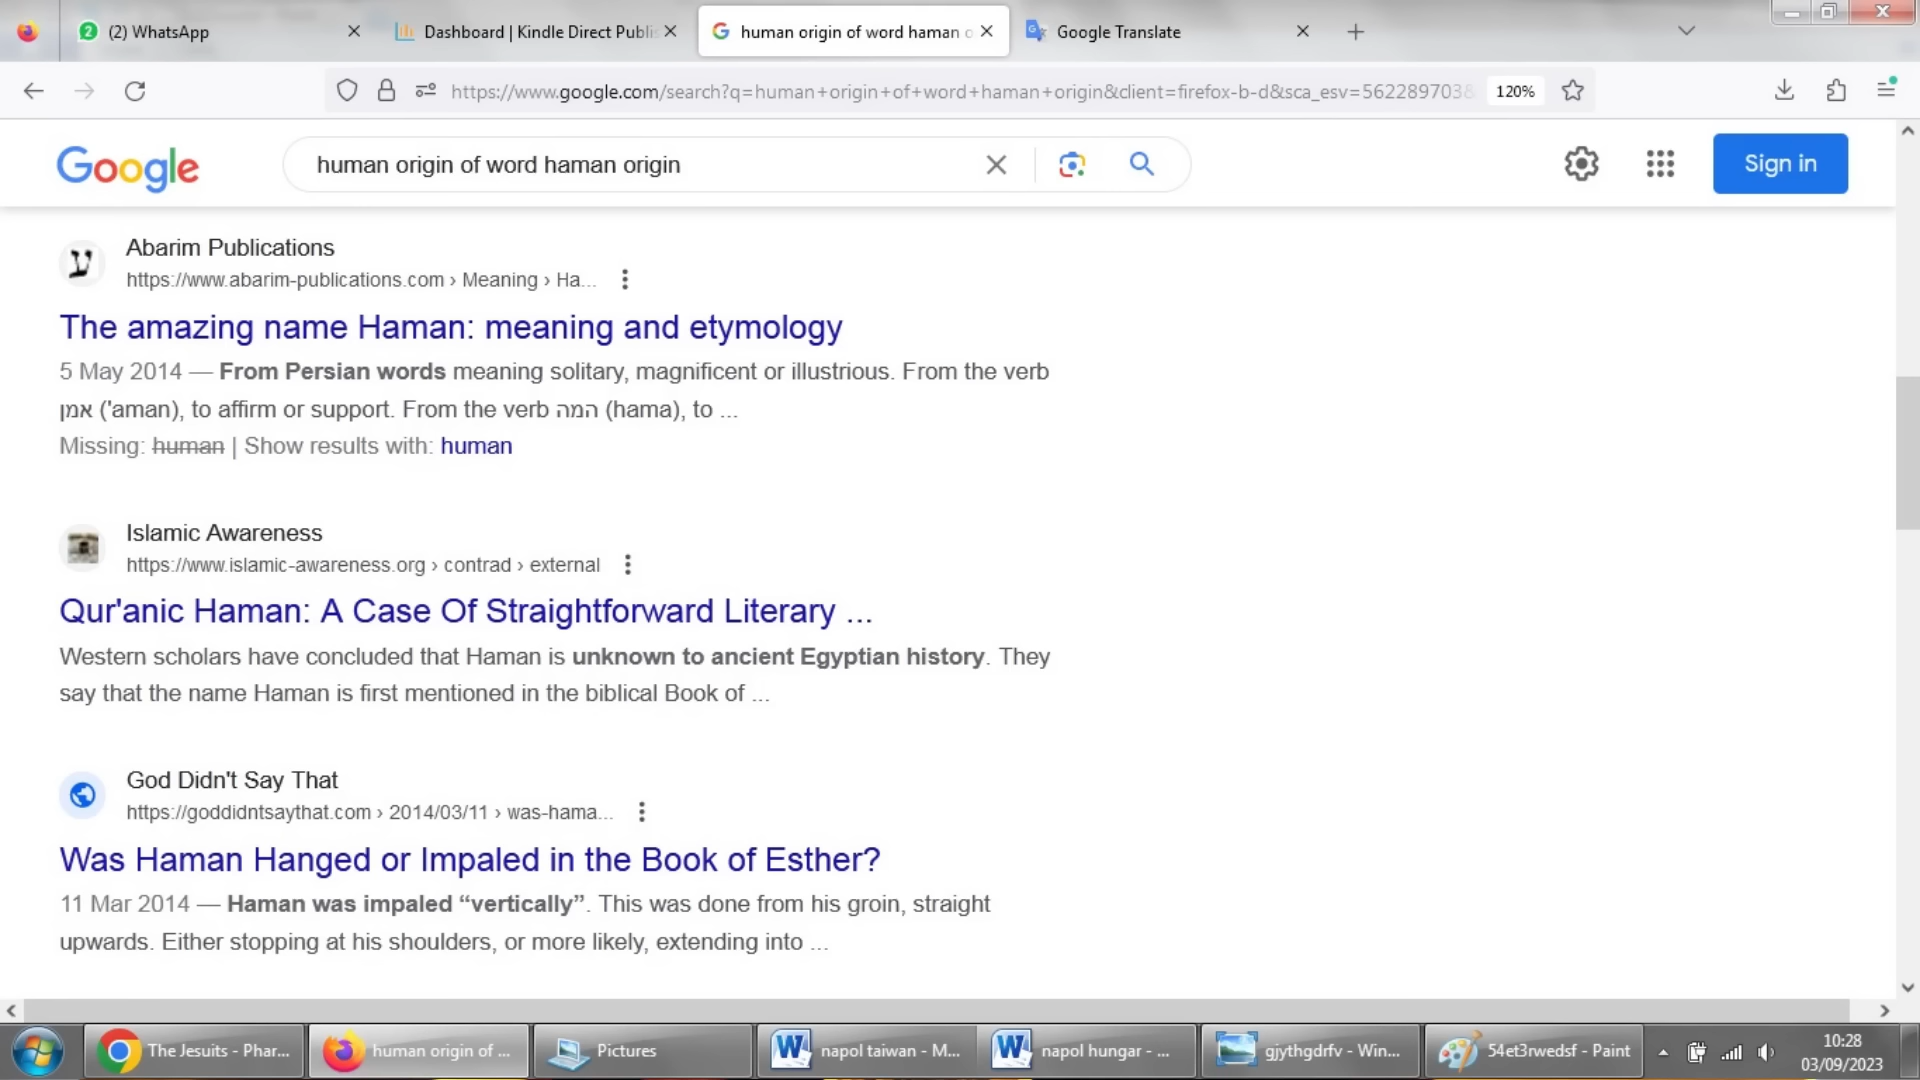 (2) WhatsApp
Dashboard | Kindle Direct Publis
human origin of word haman o
Google Translate
https://www.google.com/search?q=human+origin+of+word+haman+origin&client=firefox-b-d&sca_esv=562289703&
120%
Google
human origin of word haman origin
Sign in
Abarim Publications
https://www.abarim-publications.com › Meaning › Ha...
The amazing name Haman: meaning and etymology
5 May 2014 — From Persian words meaning solitary, magnificent or illustrious. From the verb
אמן ('aman), to affirm or support. From the verb המה (hama), to ...
Missing: human | Show results with: human
Islamic Awareness
https://www.islamic-awareness.org › contrad › external
Qur'anic Haman: A Case Of Straightforward Literary ...
Western scholars have concluded that Haman is unknown to ancient Egyptian history. They
say that the name Haman is first mentioned in the biblical Book of ...
God Didn't Say That
https://goddidntsaythat.com › 2014/03/11 › was-hama...
Was Haman Hanged or Impaled in the Book of Esther?
11 Mar 2014 — Haman was impaled “vertically”. This was done from his groin, straight
upwards. Either stopping at his shoulders, or more likely, extending into ...
The Jesuits - Phar...
human origin of ...
Pictures
napol taiwan - M...
napol hungar - ...
gjythgdrfv - Win...
54et3rwedsf - Paint
10:28
03/09/2023